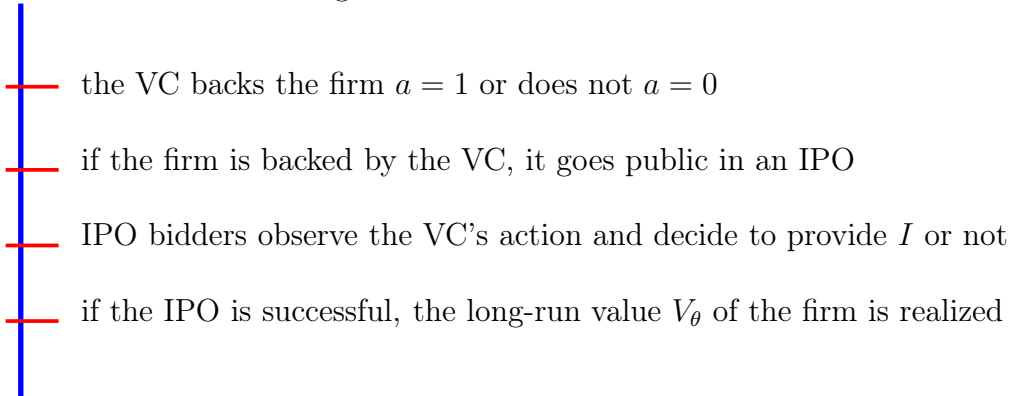 the VC backs the firm a = 1 or does not a = 0
if the firm is backed by the VC, it goes public in an IPO
IPO bidders observe the VC's action and decide to provide I or not
if the IPO is successful, the long-run value V_θ of the firm is realized